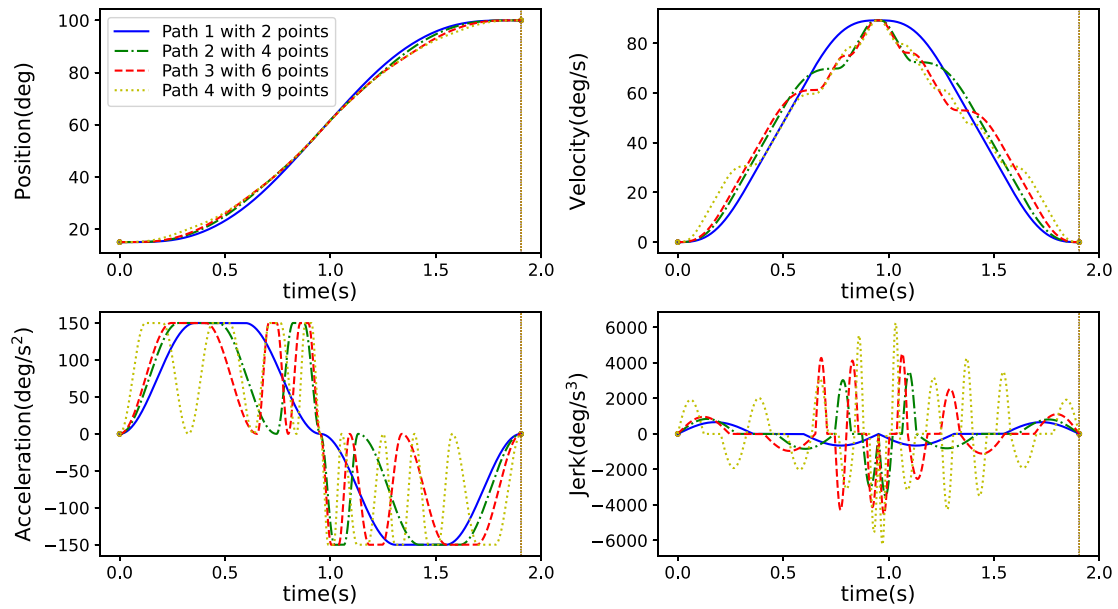 Position(deg)
100
80
60
40
20
Path 1 with 2 points
Path 2 with 4 points
Path 3 with 6 points
Path 4 with 9 points
0.0 0.5 1.0 1.5 2.0
time(s)
Velocity(deg/s)
80
60
40
20
0
0.0 0.5 1.0 1.5 2.0
time(s)
Acceleration(deg/s²)
150
100
50
0
−50
−100
−150
0.0 0.5 1.0 1.5 2.0
time(s)
Jerk(deg/s³)
6000
4000
2000
0
−2000
−4000
−6000
0.0 0.5 1.0 1.5 2.0
time(s)